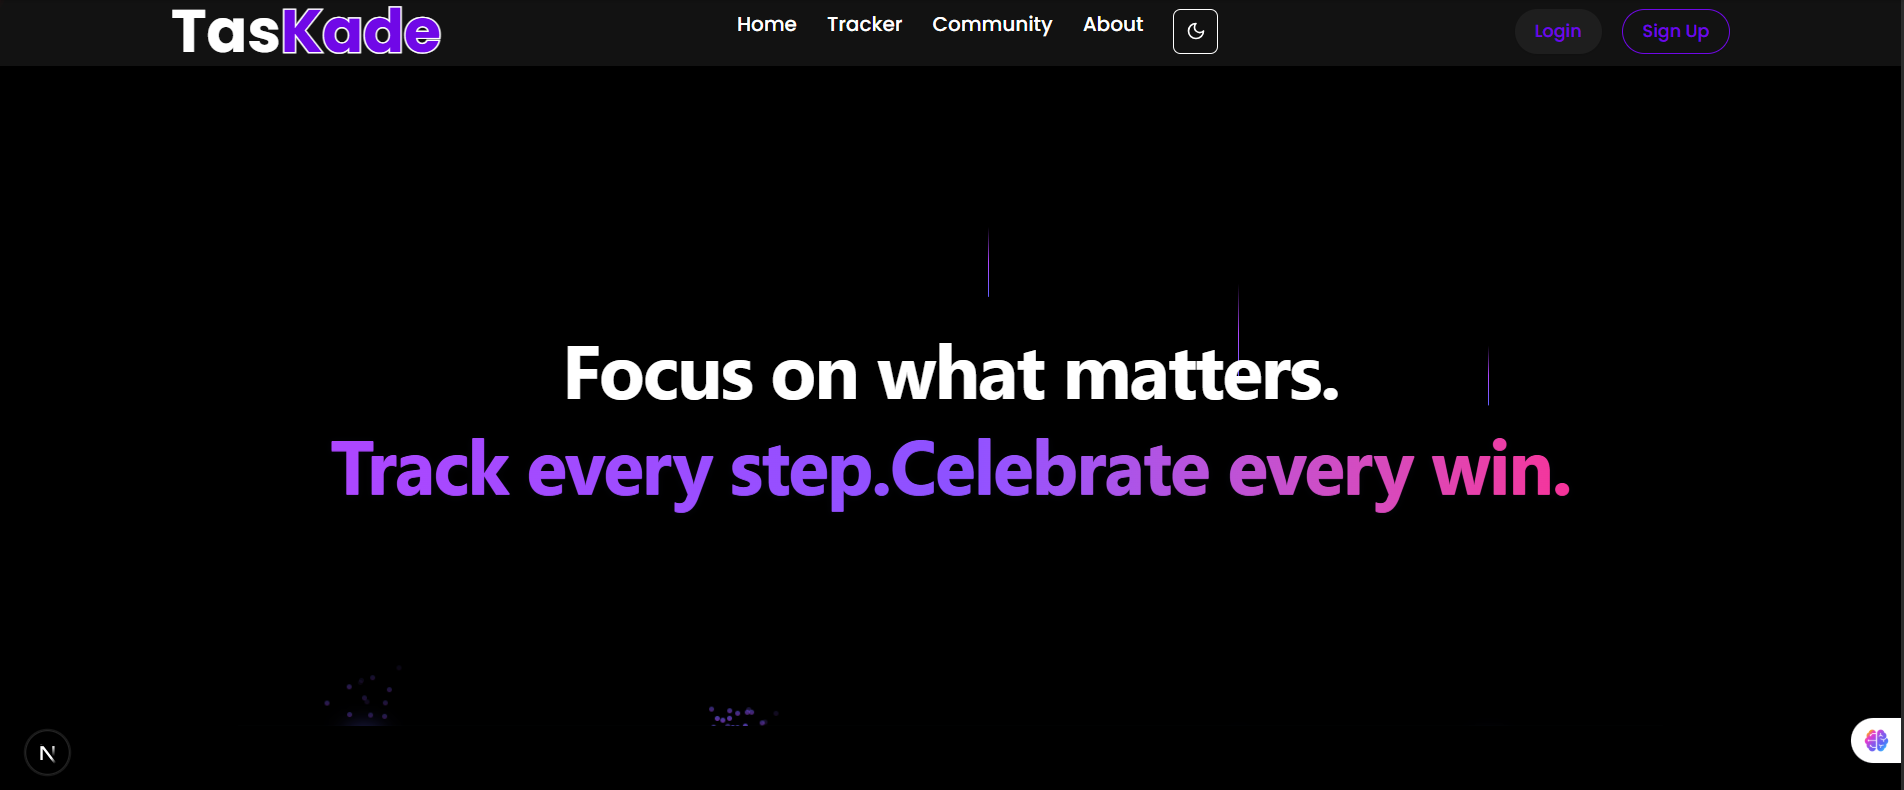 TasKade
Home Tracker Community About
Login Sign Up
Focus on what matters.
Track every step.Celebrate every win.
N